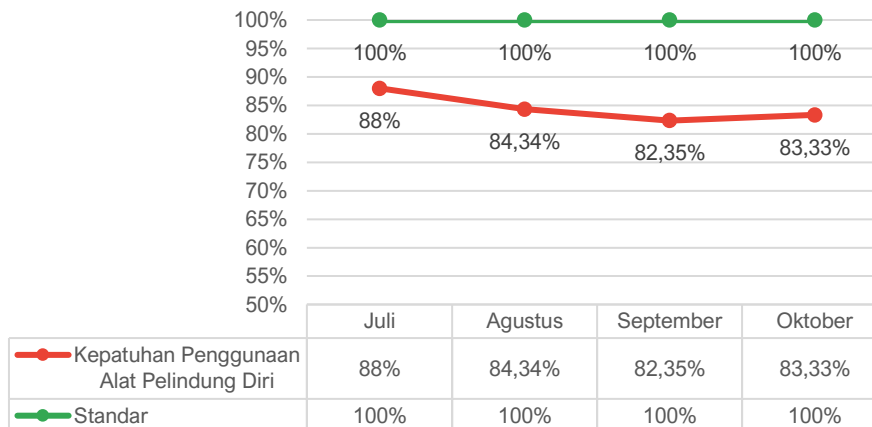 100%
95%
90%
85%
80%
75%
70%
65%
60%
55%
50%
100% 100% 100% 100%
88% 84,34% 82,35% 83,33%
Juli Agustus September Oktober
Kepatuhan Penggunaan
Alat Pelindung Diri 88% 84,34% 82,35% 83,33%
Standar 100% 100% 100% 100%